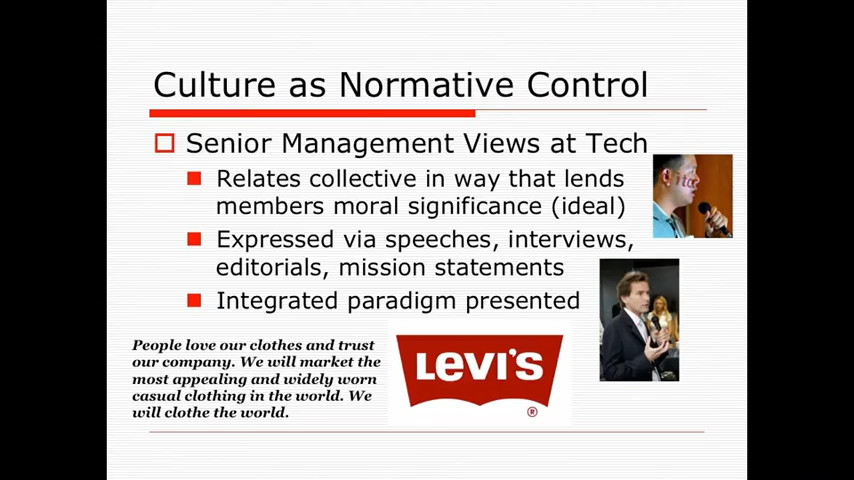 Culture as Normative Control
Senior Management Views at Tech
Relates collective in way that lends
members moral significance (ideal)
Expressed via speeches, interviews,
editorials, mission statements
Integrated paradigm presented
People love our clothes and trust
our company. We will market the
most appealing and widely worn
casual clothing in the world. We
will clothe the world.
LEVI'S
®